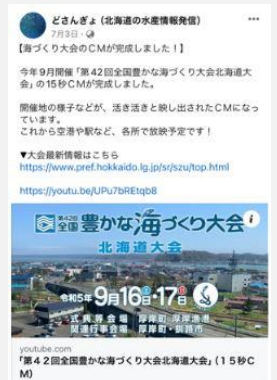 どさんぎょ（北海道の水産情報発信）
7月3日・
【海づくり大会のCMが完成しました！】
今年9月開催「第42回全国豊かな海づくり大会北海道大
会」の15秒CMが完成しました。
開催地の様子などが、活き活きと映し出されたCMになっ
ています。
これから空港や駅など、各所で放映予定です！
▼大会最新情報はこちら
https://www.pref.hokkaido.lg.jp/sr/szu/top.html
https://youtu.be/UPu7bREtqb8
第42回
全国豊かな海づくり大会
北海道大会
令和5年9月16日土・17日日
式典等会場 厚岸町 厚岸漁港
関連行事会場 厚岸町・釧路市
youtube.com
「第４２回全国豊かな海づくり大会北海道大会」（１５秒C
M）